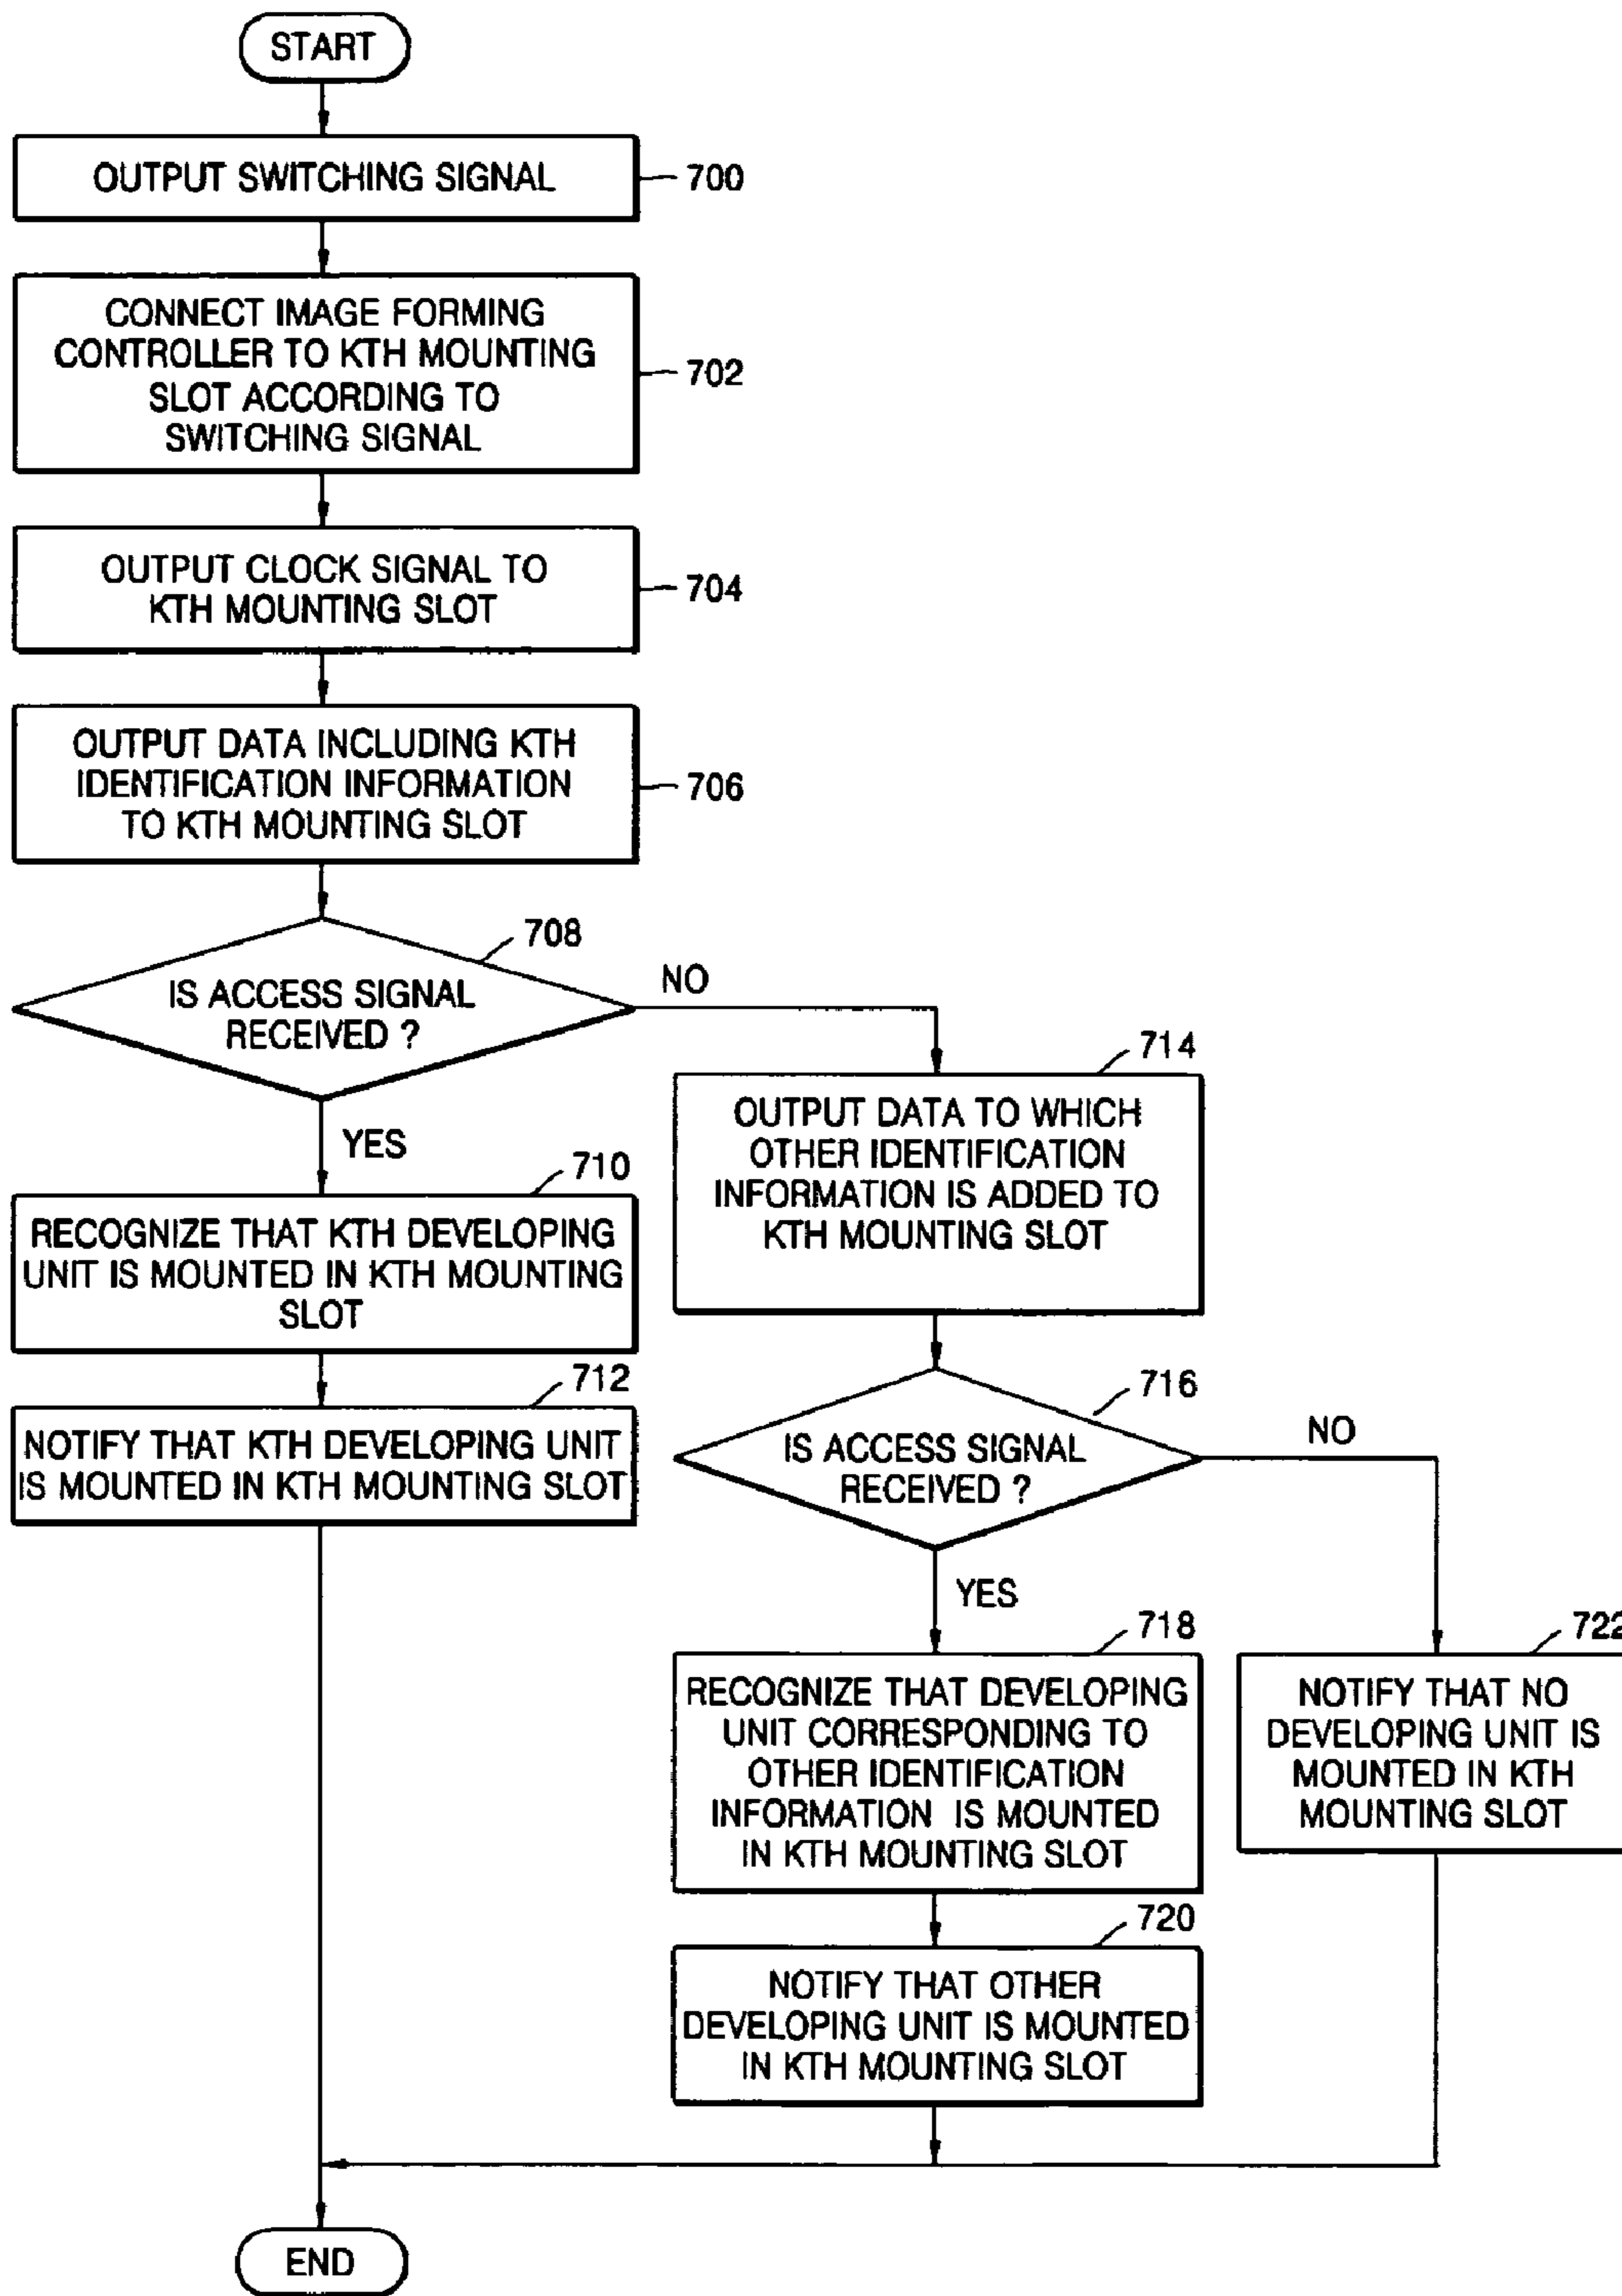 START
OUTPUT SWITCHING SIGNAL
700
CONNECT IMAGE FORMING
CONTROLLER TO KTH MOUNTING
SLOT ACCORDING TO
SWITCHING SIGNAL
702
OUTPUT CLOCK SIGNAL TO
KTH MOUNTING SLOT
704
OUTPUT DATA INCLUDING KTH
IDENTIFICATION INFORMATION
TO KTH MOUNTING SLOT
706
708
IS ACCESS SIGNAL
RECEIVED ?
NO
YES
710
RECOGNIZE THAT KTH DEVELOPING
UNIT IS MOUNTED IN KTH MOUNTING
SLOT
712
NOTIFY THAT KTH DEVELOPING UNIT
IS MOUNTED IN KTH MOUNTING SLOT
714
OUTPUT DATA TO WHICH
OTHER IDENTIFICATION
INFORMATION IS ADDED TO
KTH MOUNTING SLOT
716
IS ACCESS SIGNAL
RECEIVED ?
NO
YES
718
RECOGNIZE THAT DEVELOPING
UNIT CORRESPONDING TO
OTHER IDENTIFICATION
INFORMATION IS MOUNTED
IN KTH MOUNTING SLOT
720
NOTIFY THAT OTHER
DEVELOPING UNIT IS MOUNTED
IN KTH MOUNTING SLOT
722
NOTIFY THAT NO
DEVELOPING UNIT IS
MOUNTED IN KTH
MOUNTING SLOT
END